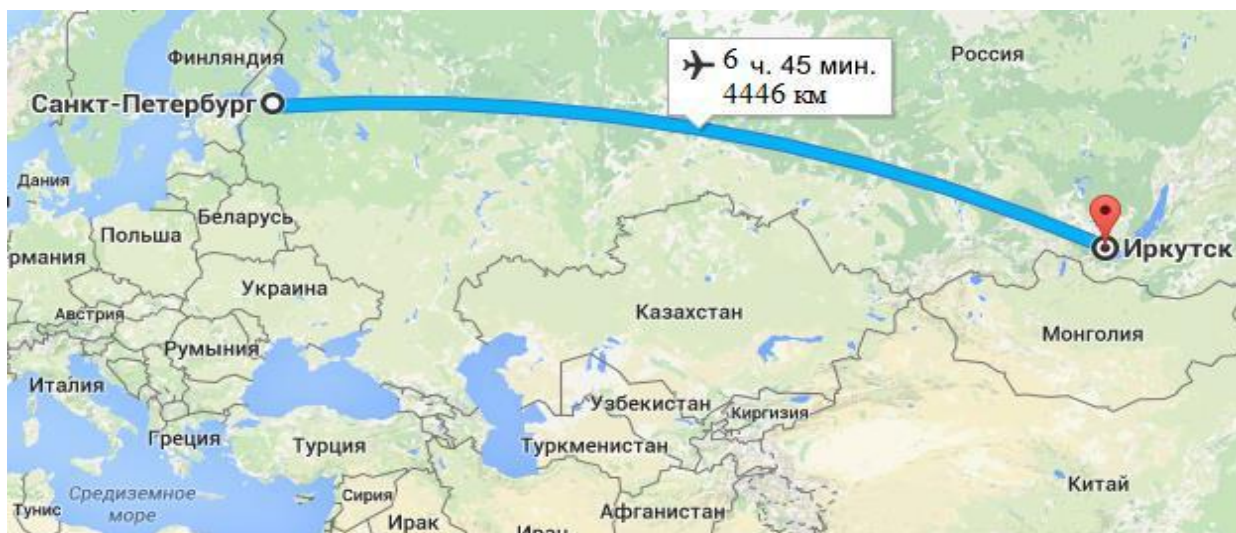 Финляндия
Россия
6 ч. 45 мин.
4446 км
Санкт-Петербург
Дания
Беларусь
Польша
рмания
Иркутск
Украина
Австрия
Казахстан
Монголия
Румыния
Италия
Узбекистан
Киргизия
Греция
Турция
Туркменистан
Китай
Средиземное
море
Сирия
Тунис
Афганистан
Ирак